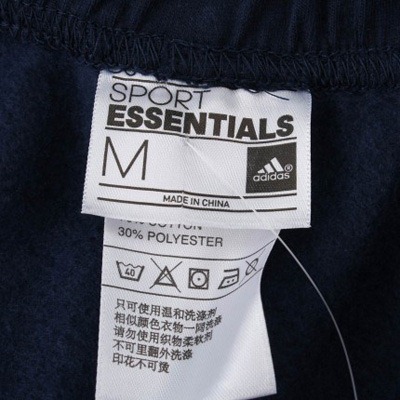 SPORT
ESSENTIALS
M
adidas
MADE IN CHINA
COTTON
30% POLYESTER
40
只可使用温和洗涤剂
相似颜色衣物一同洗涤
请勿使用织物柔顺剂
不可里翻外洗涤
印花不可烫